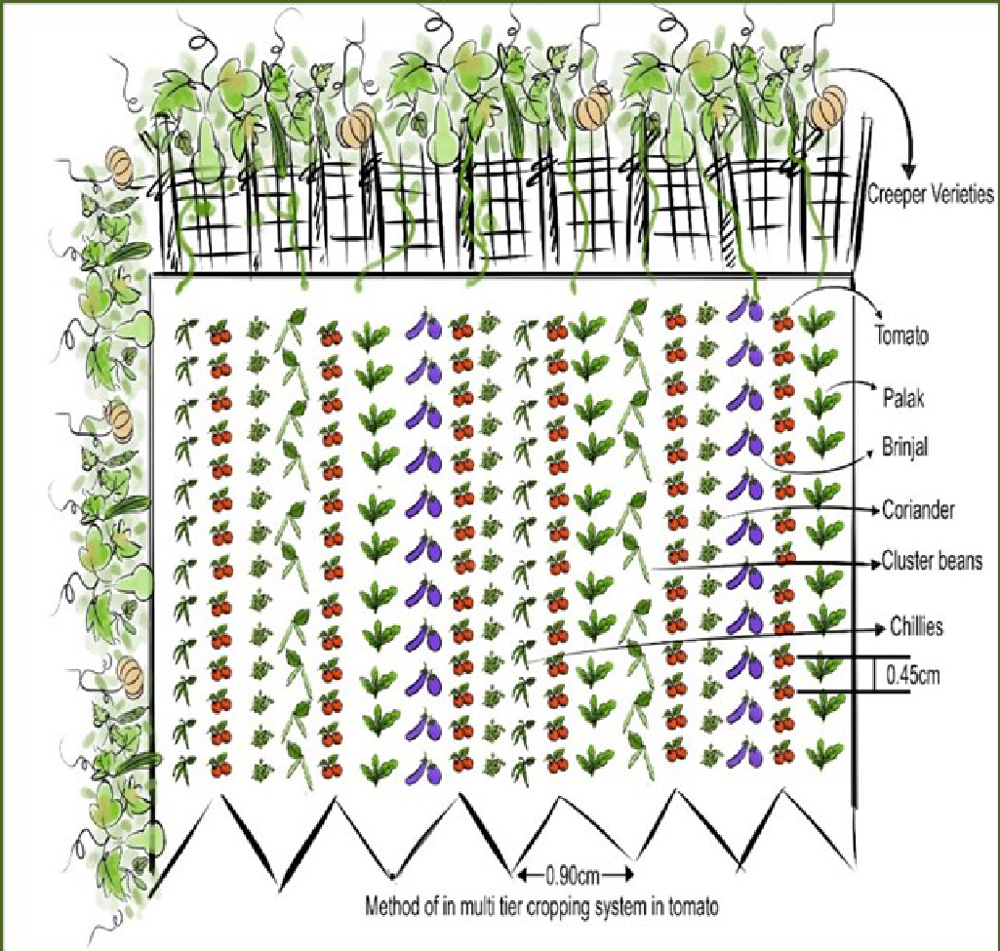 Creeper Verieties
Tomato
Palak
Brinjal
Coriander
Cluster beans
Chillies
0.45cm
0.90cm
Method of in multi tier cropping system in tomato